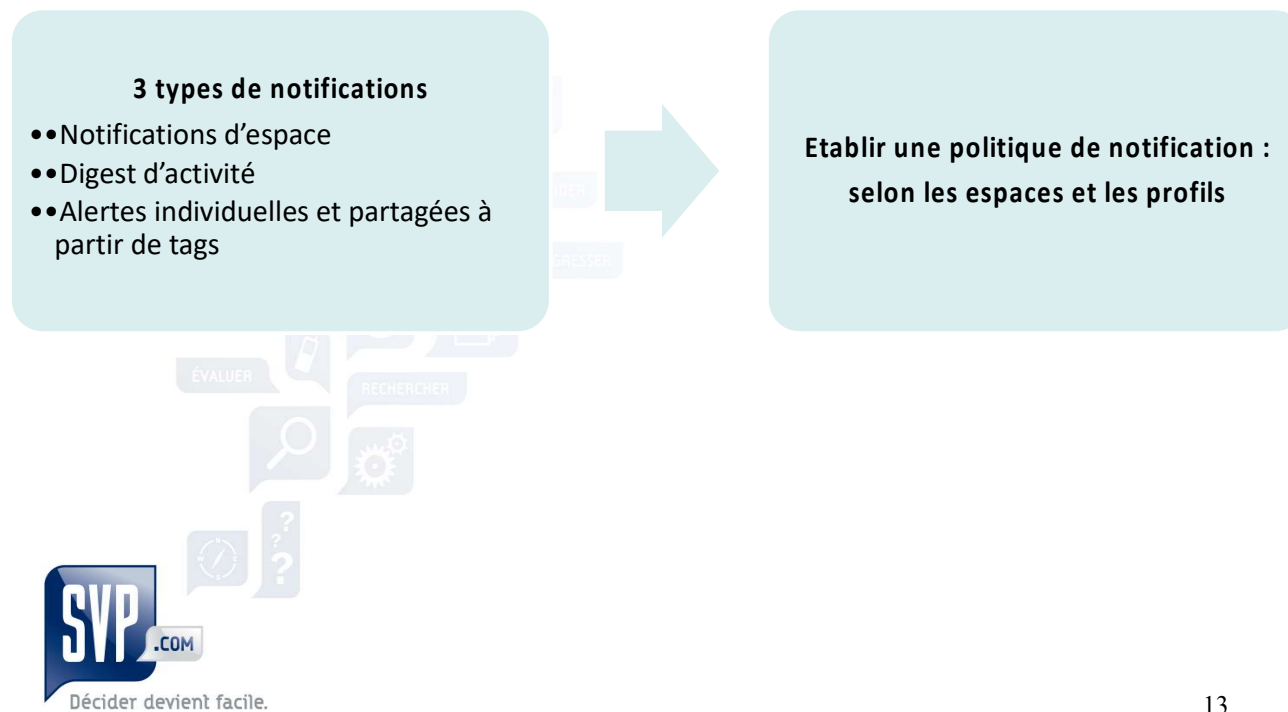 3 types de notifications
••Notifications d'espace
••Digest d'activité
••Alertes individuelles et partagées à
partir de tags
Etablir une politique de notification :
selon les espaces et les profils
ÉVALUER
RECHERCHER
?
?
?
SVP
.COM
Décider devient facile.
13